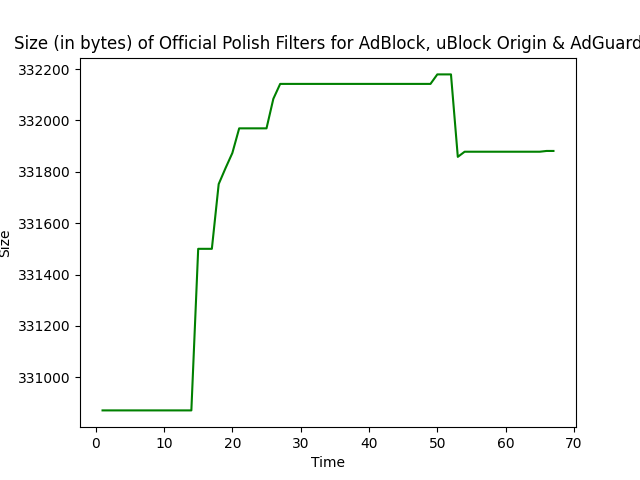 Size (in bytes) of Official Polish Filters for AdBlock, uBlock Origin & AdGuard
332200
332000
331800
331600
331400
331200
331000
Size
0 10 20 30 40 50 60 70
Time